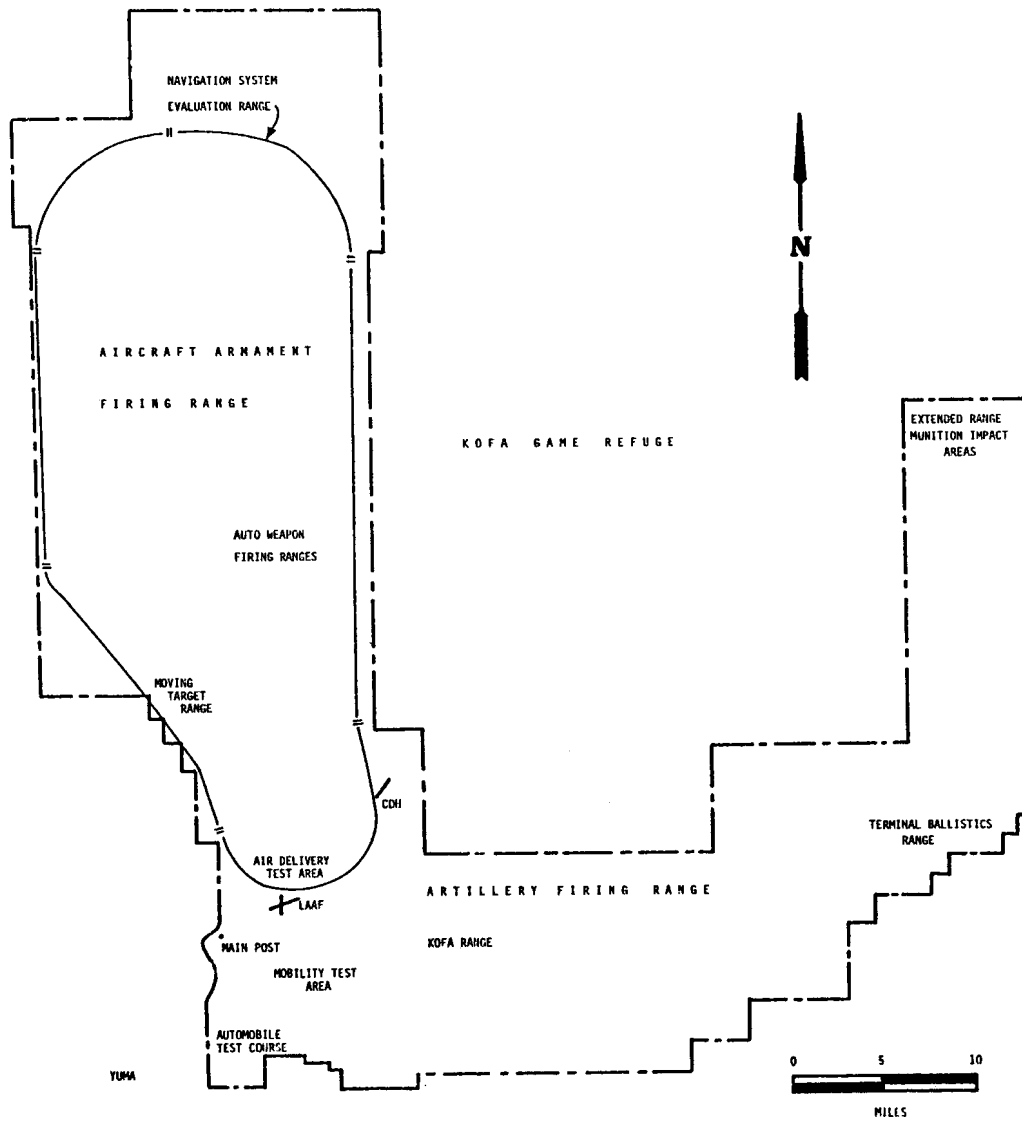 NAVIGATION SYSTEM
EVALUATION RANGE
N
AIRCRAFT ARMAMENT
FIRING RANGE
KOFA GAME REFUGE
EXTENDED RANGE
MUNITION IMPACT
AREAS
AUTO WEAPON
FIRING RANGES
MOVING
TARGET
RANGE
CDH
TERMINAL BALLISTICS
RANGE
AIR DELIVERY
TEST AREA
ARTILLERY FIRING RANGE
LAAF
MAIN POST
KOFA RANGE
MOBILITY TEST
AREA
AUTOMOBILE
TEST COURSE
YUMA
0 5 10
MILES